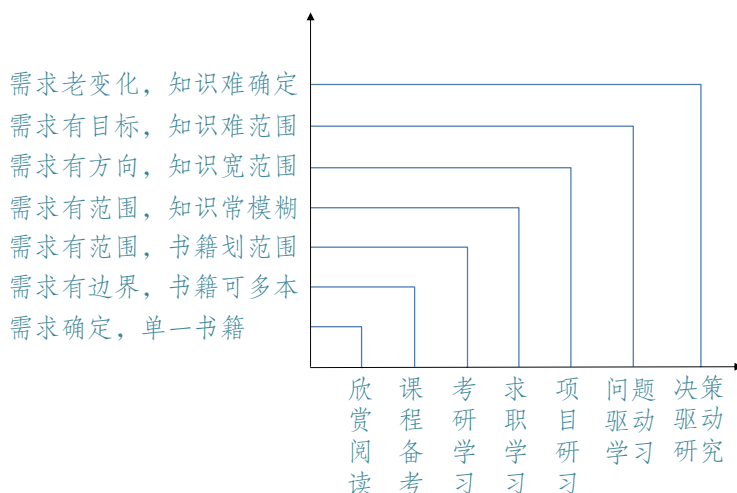 需求老变化，知识难确定
需求有目标，知识难范围
需求有方向，知识宽范围
需求有范围，知识常模糊
需求有范围，书籍划范围
需求有边界，书籍可多本
需求确定，单一书籍
欣赏阅读
课程备考
考研学习
求职学习
项目研习
问题驱动学习
决策驱动研究